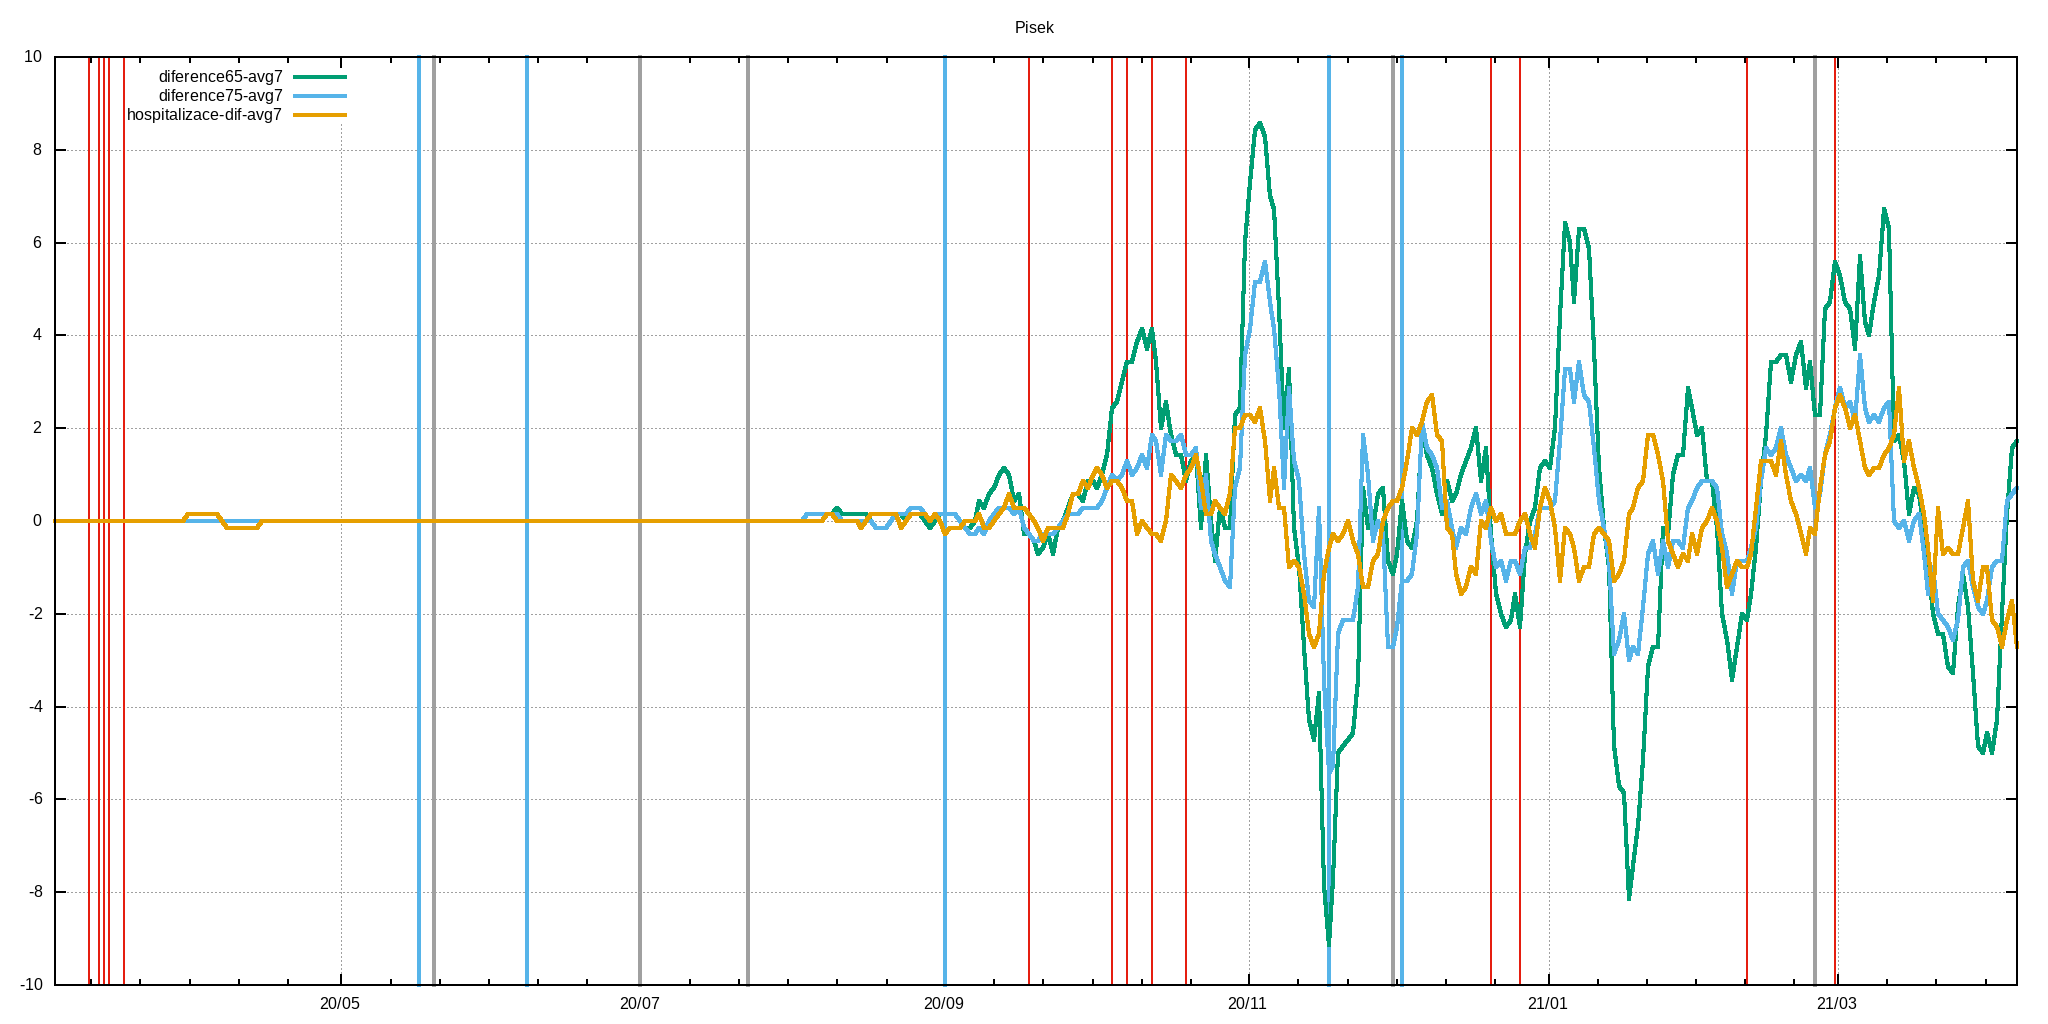 Pisek
diference65-avg7
diference75-avg7
hospitalizace-dif-avg7
10
8
6
4
2
0
-2
-4
-6
-8
-10
20/05 20/07 20/09 20/11 21/01 21/03